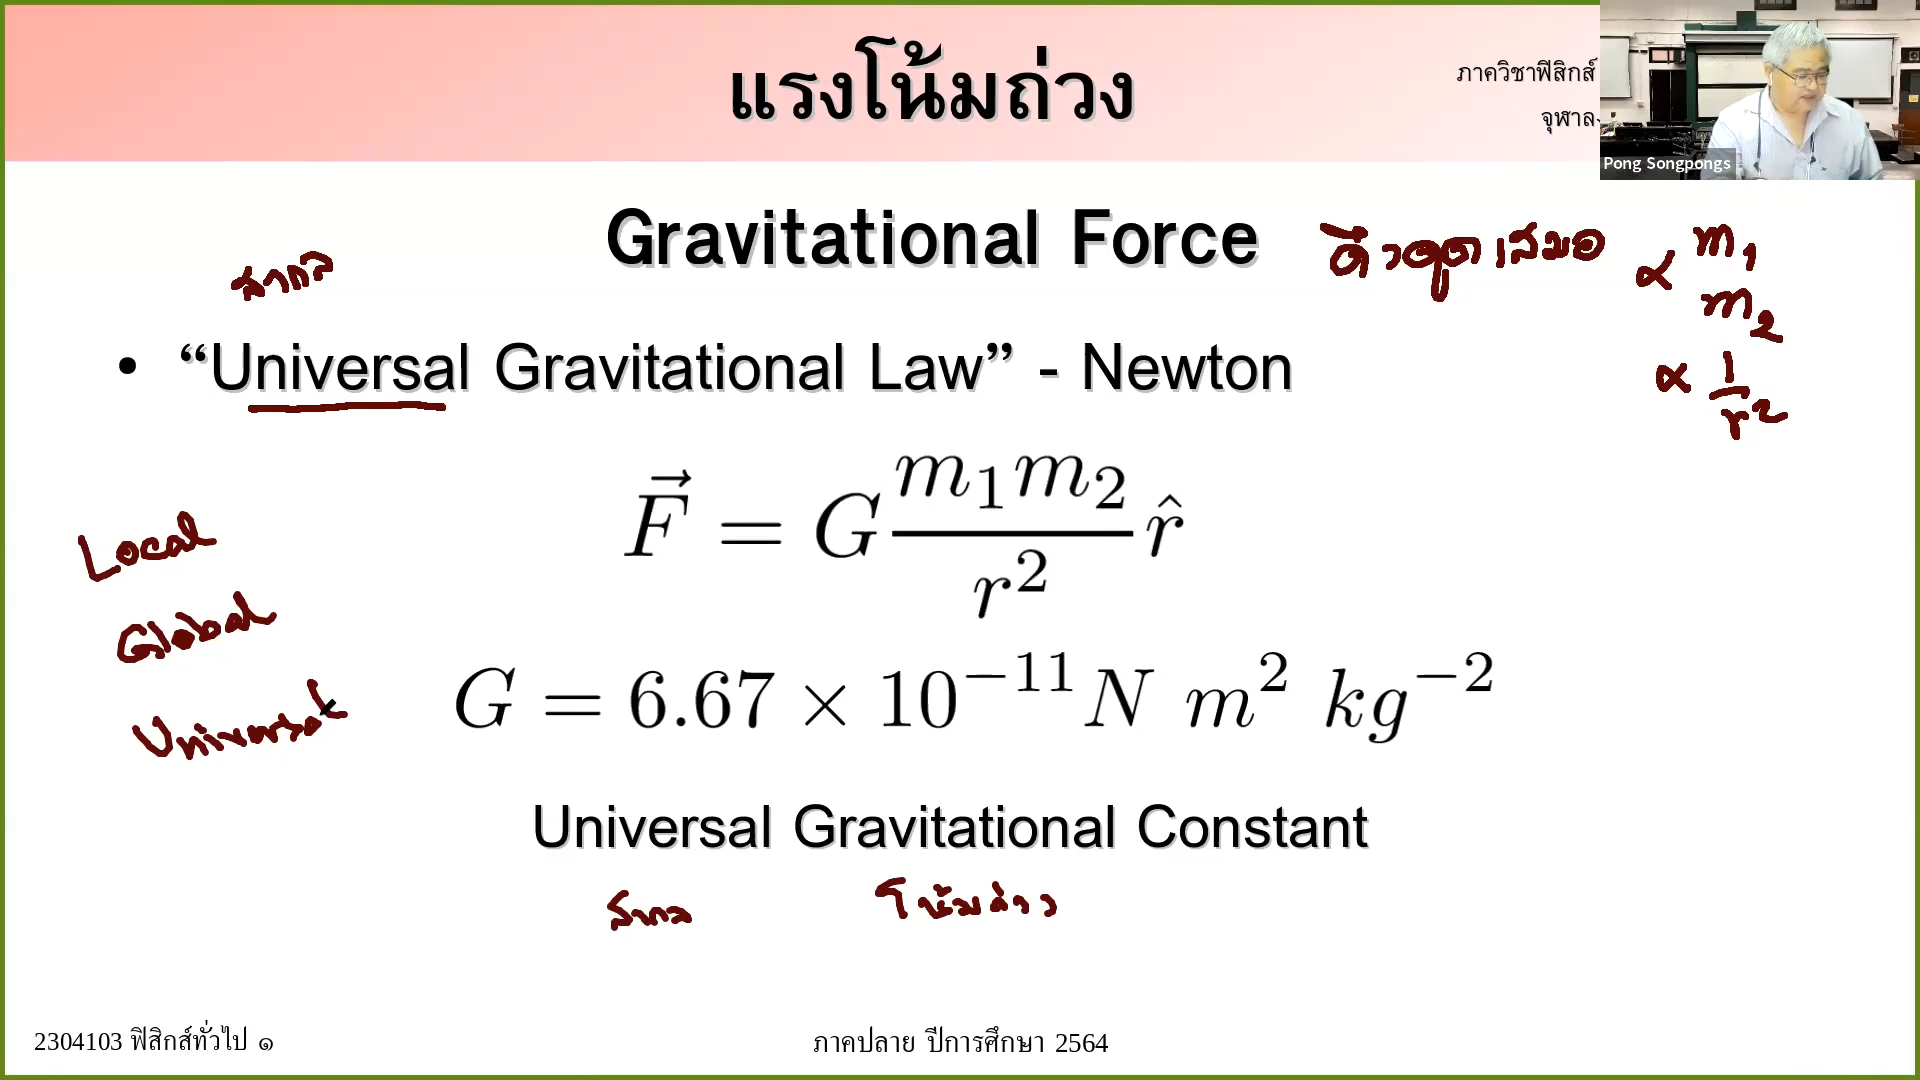 แรงโน้มถ่วง
ภาควิชาฟิสิกส์
จุฬาลง
Pong Songpongs
Gravitational Force
ดึงดูดเสมอ ∝ m₁
m₂
∝ 1/r²
สากล
• “Universal Gravitational Law” - Newton
F⃗ = G m₁m₂/r² r̂
Local
Global
Universal
G = 6.67 × 10⁻¹¹ N m² kg⁻²
Universal Gravitational Constant
สากล โน้มถ่วง
2304103 ฟิสิกส์ทั่วไป ๑
ภาคปลาย ปีการศึกษา 2564